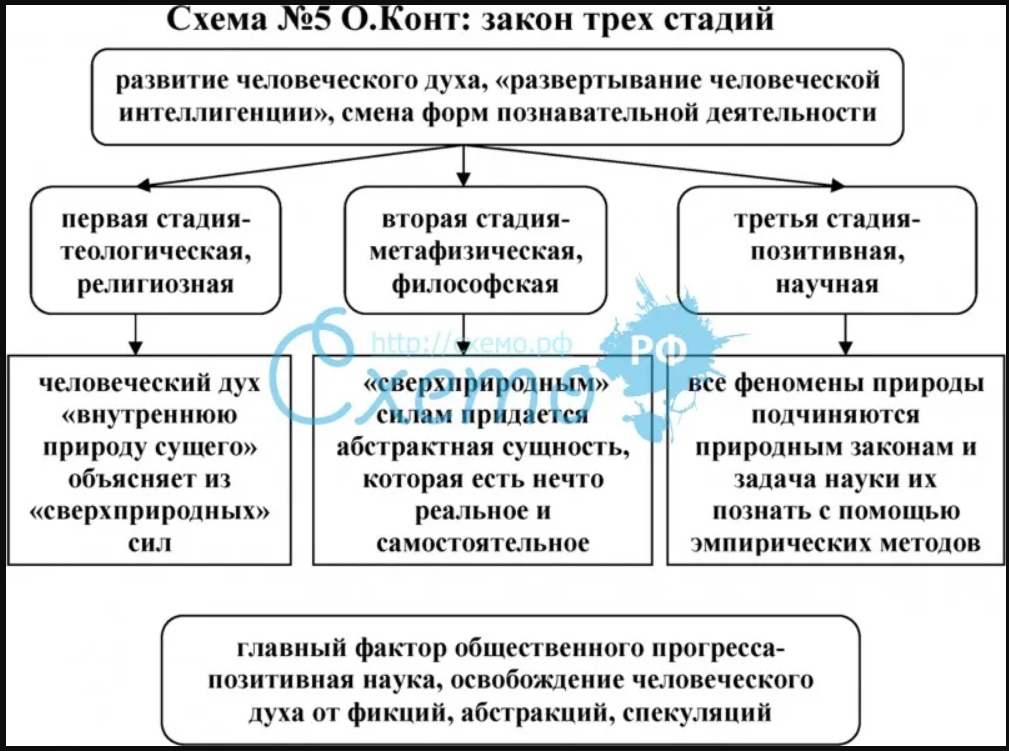 Схема №5 О.Конт: закон трех стадий
развитие человеческого духа, «развертывание человеческой
интеллигенции», смена форм познавательной деятельности
первая стадия-
теологическая,
религиозная
вторая стадия-
метафизическая,
философская
третья стадия-
позитивная,
научная
человеческий дух
«внутреннюю
природу сущего»
объясняет из
«сверхприродных»
сил
«сверхприродным»
силам придается
абстрактная сущность,
которая есть нечто
реальное и
самостоятельное
все феномены природы
подчиняются
природным законам и
задача науки их
познать с помощью
эмпирических методов
http://схемо.рф
Схемо
РФ
главный фактор общественного прогресса-
позитивная наука, освобождение человеческого
духа от фикций, абстракций, спекуляций